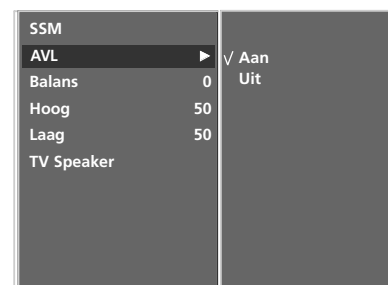 SSM
AVL ▶ √ Aan
Balans 0 Uit
Hoog 50
Laag 50
TV Speaker